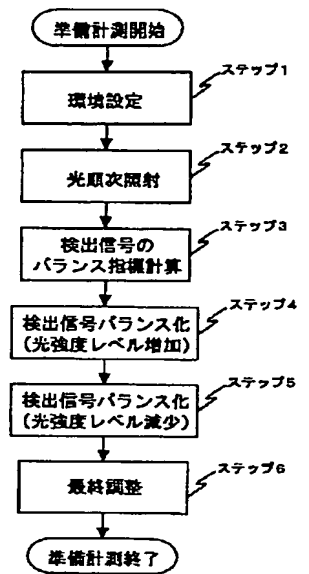 準備計測開始
ステップ1
環境設定
ステップ2
光順次照射
ステップ3
検出信号の
バランス指標計算
ステップ4
検出信号バランス化
(光強度レベル増加)
ステップ5
検出信号バランス化
(光強度レベル減少)
ステップ6
最終調整
準備計測終了